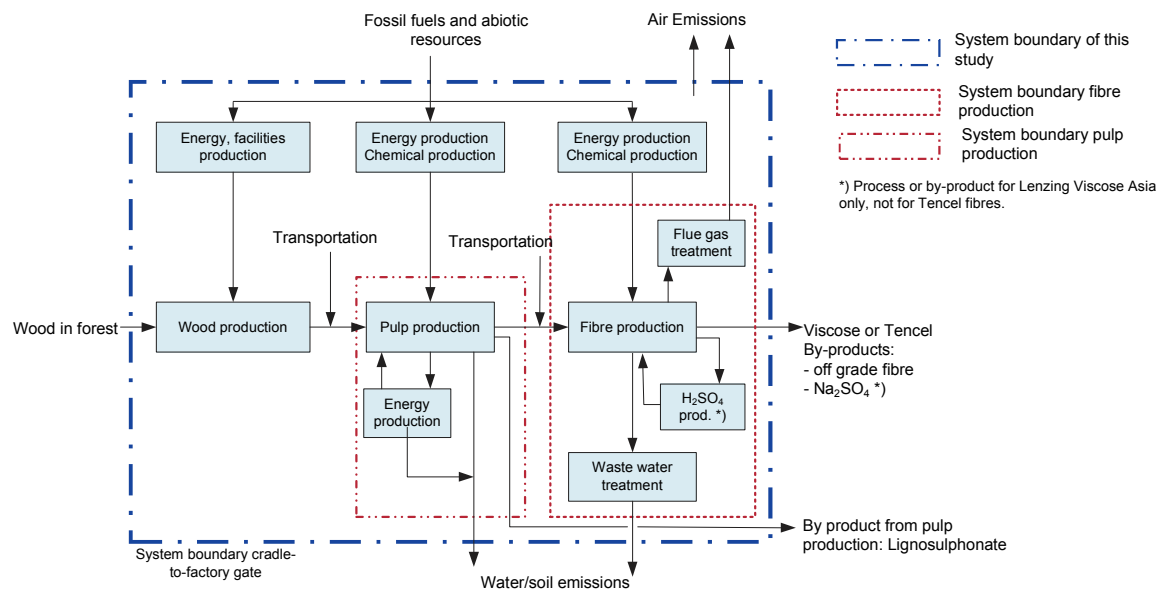 Fossil fuels and abiotic
resources
Air Emissions
System boundary of this
study
System boundary fibre
production
System boundary pulp
production
*) Process or by-product for Lenzing Viscose Asia
only, not for Tencel fibres.
Energy, facilities
production
Energy production
Chemical production
Energy production
Chemical production
Transportation
Transportation
Flue gas
treatment
Wood in forest
Wood production
Pulp production
Fibre production
Viscose or Tencel
By-products:
- off grade fibre
- Na₂SO₄ *)
Energy
production
H₂SO₄
prod. *)
Waste water
treatment
By product from pulp
production: Lignosulphonate
System boundary cradle-
to-factory gate
Water/soil emissions